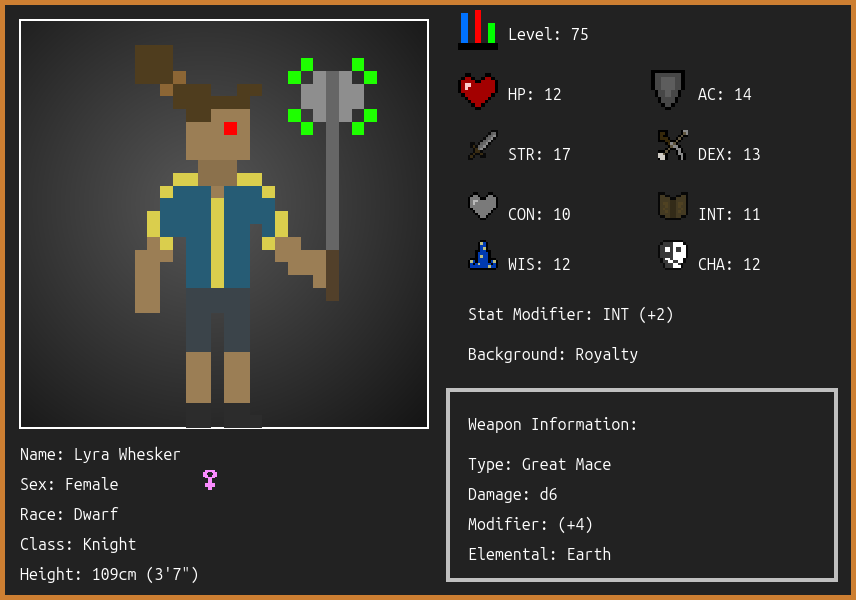 Level: 75
HP: 12
AC: 14
STR: 17
DEX: 13
CON: 10
INT: 11
WIS: 12
CHA: 12
Stat Modifier: INT (+2)
Background: Royalty
Weapon Information:
Type: Great Mace
Damage: d6
Modifier: (+4)
Elemental: Earth
Name: Lyra Whesker
Sex: Female
Race: Dwarf
Class: Knight
Height: 109cm (3'7")